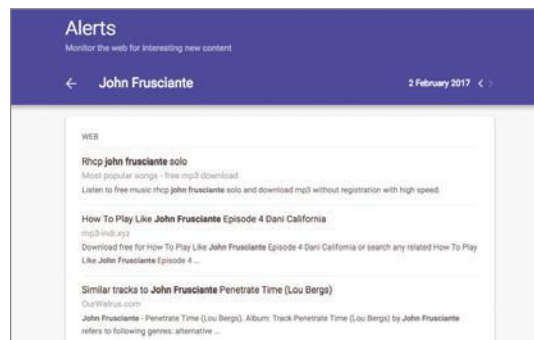 Alerts
Monitor the web for interesting new content
John Frusciante
2 February 2017
WEB
Rhcp john frusciante solo
Most popular songs - free mp3 download
Listen to free music rhcp john frusciante solo and download mp3 without registration with high speed.
How To Play Like John Frusciante Episode 4 Dani California
mp3-indi.xyz
Download free for How To Play Like John Frusciante Episode 4 Dani California or search any related How To Play
Like John Frusciante Episode 4 ...
Similar tracks to John Frusciante Penetrate Time (Lou Bergs)
OurWalrus.com
John Frusciante - Penetrate Time (Lou Bergs). Album: Track Penetrate Time (Lou Bergs) by John Frusciante
refers to following genres: alternative ...